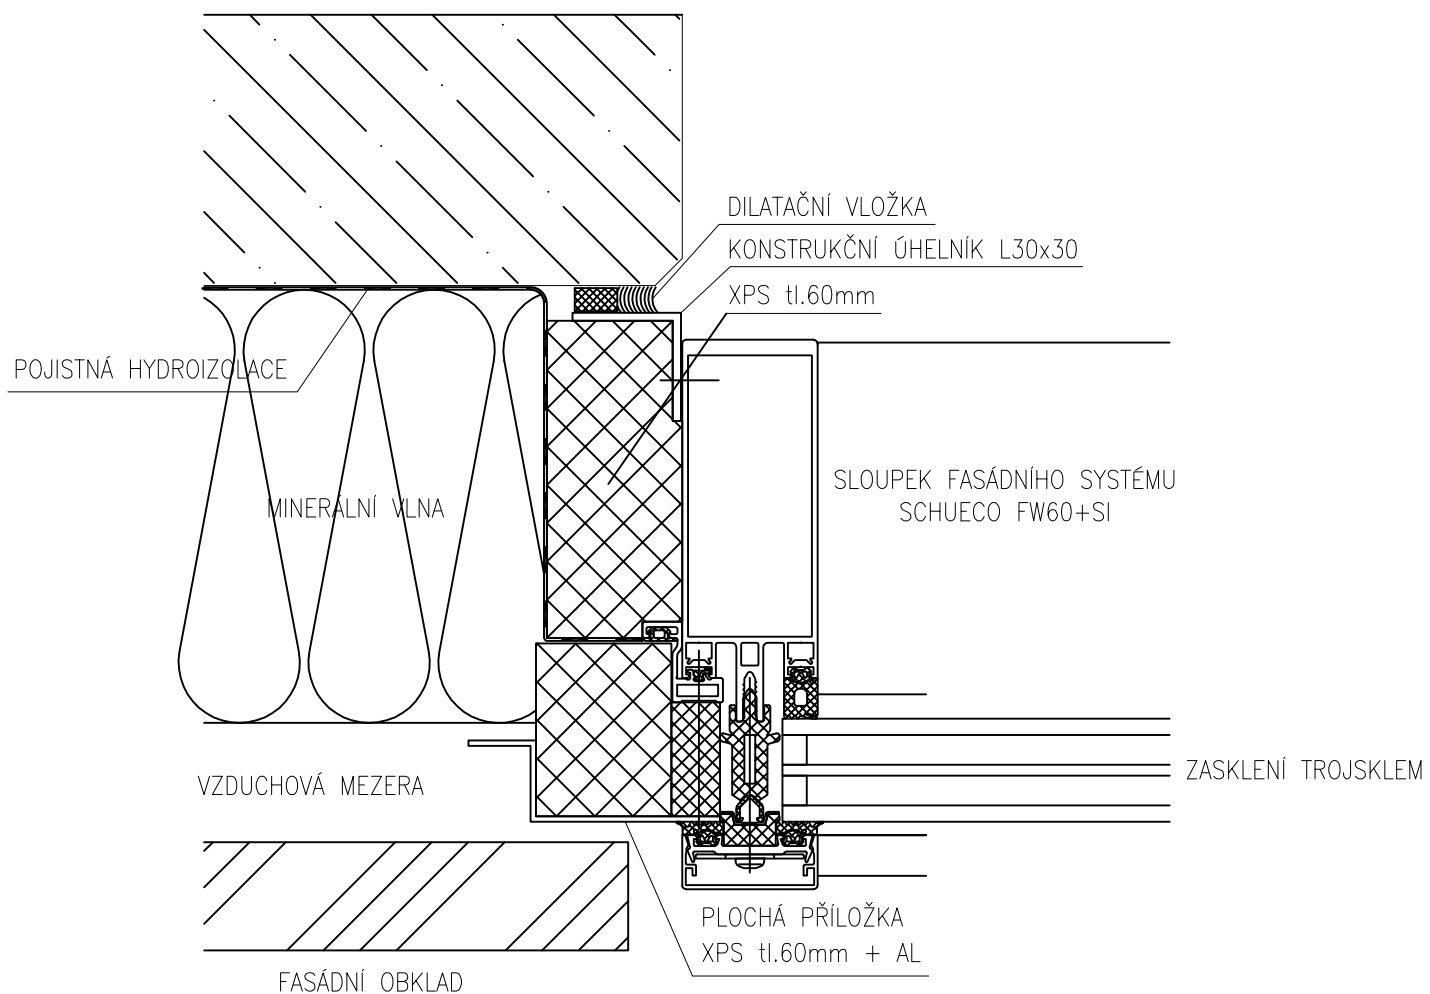 DILATAČNÍ VLOŽKA
KONSTRUKČNÍ ÚHELNÍK L30x30
XPS tl.60mm
POJISTNÁ HYDROIZOLACE
MINERÁLNÍ VLNA
SLOUPEK FASÁDNÍHO SYSTÉMU
SCHUECO FW60+SI
VZDUCHOVÁ MEZERA
ZASKLENÍ TROJSKLEM
PLOCHÁ PŘÍLOŽKA
XPS tl.60mm + AL
FASÁDNÍ OBKLAD